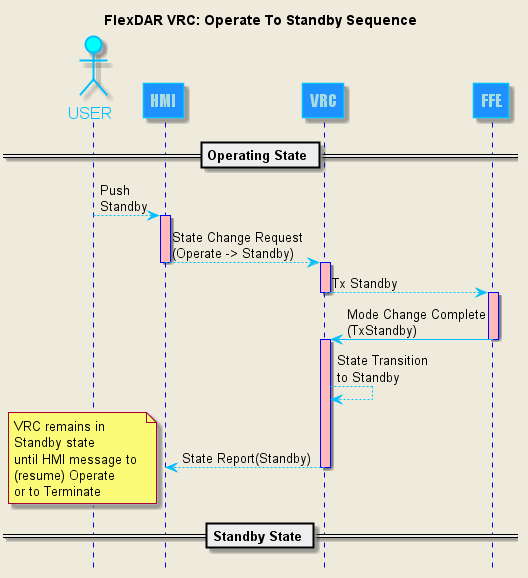 FlexDAR VRC: Operate To Standby Sequence
USER
HMI
VRC
FFE
Operating State
Push
Standby
State Change Request
(Operate -> Standby)
Tx Standby
Mode Change Complete
(TxStandby)
State Transition
to Standby
VRC remains in
Standby state
until HMI message to
(resume) Operate
or to Terminate
State Report(Standby)
Standby State